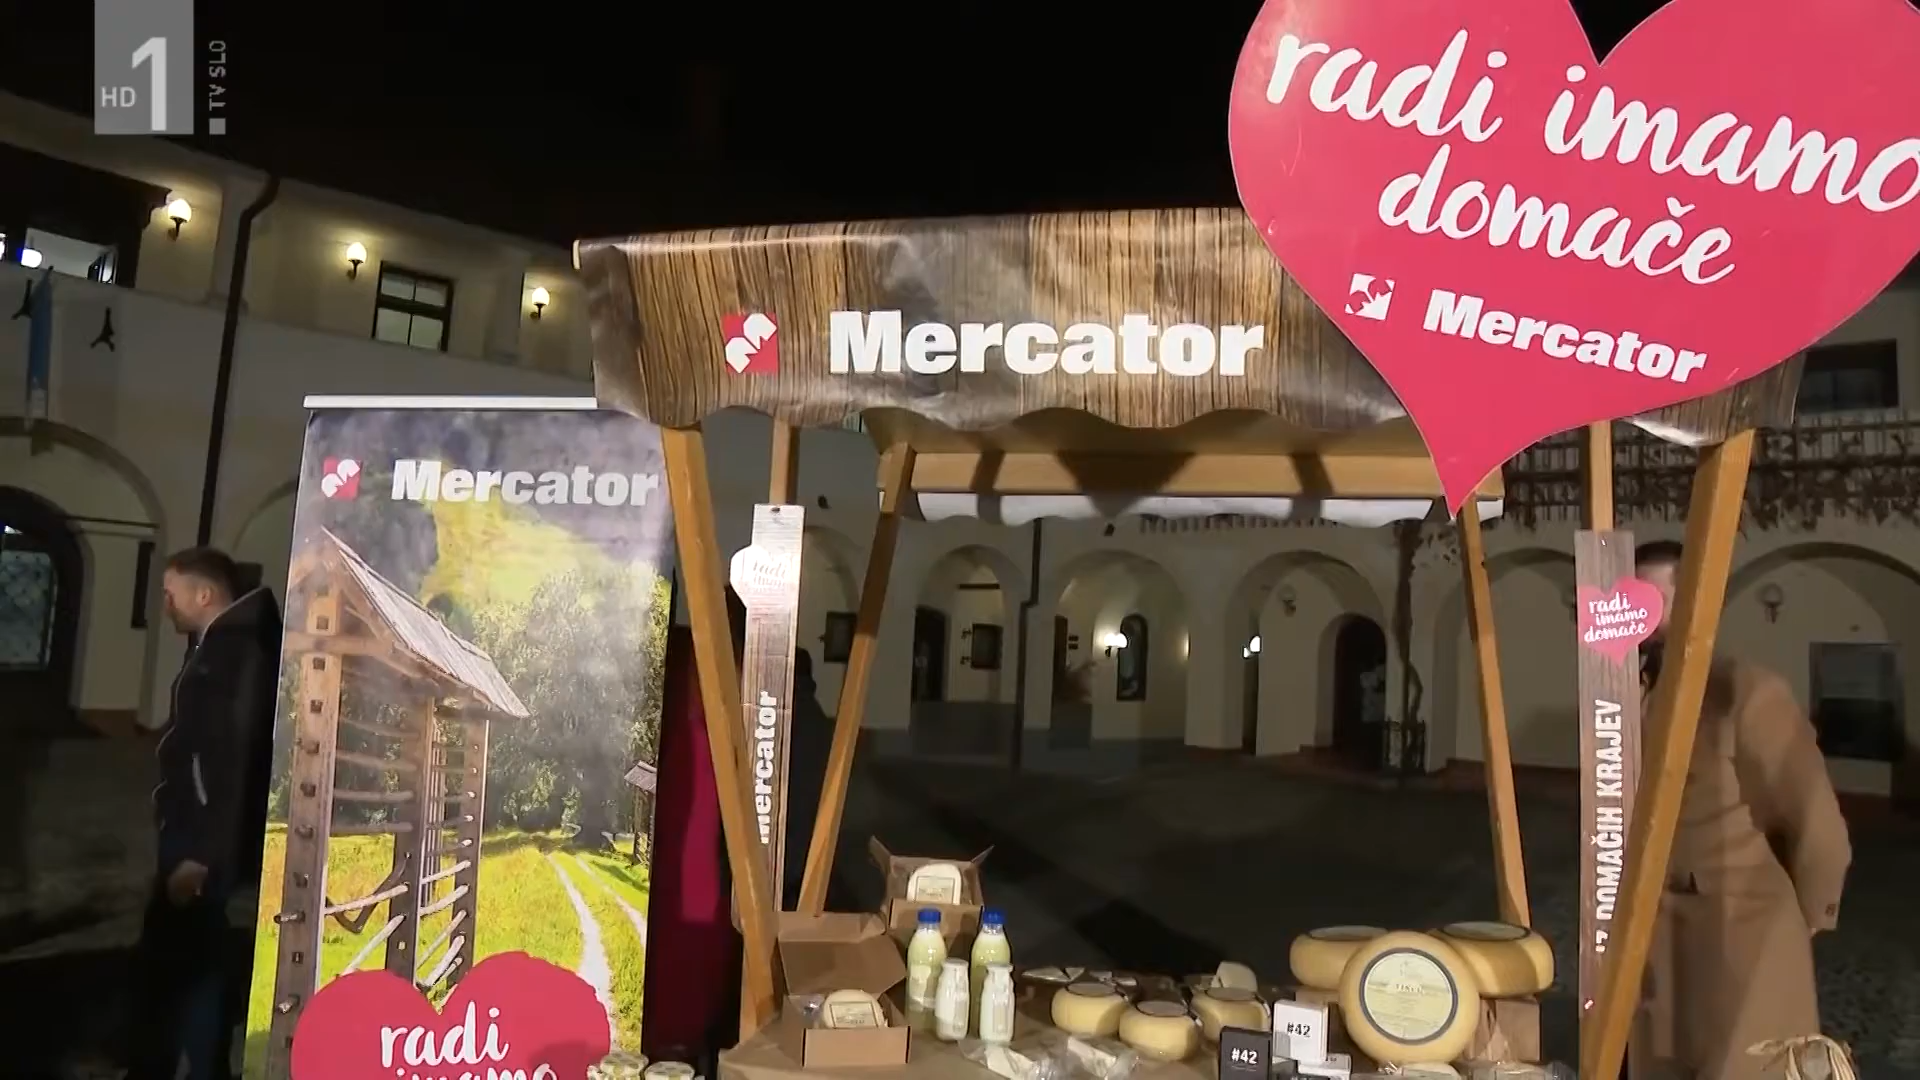 HD 1
TV SLO
radi imamo
domače
Mercator
Mercator
Mercator
radi
imamo
domače
Mercator
IZ DOMAČIH KRAJEV
radi
imamo
#42
#42